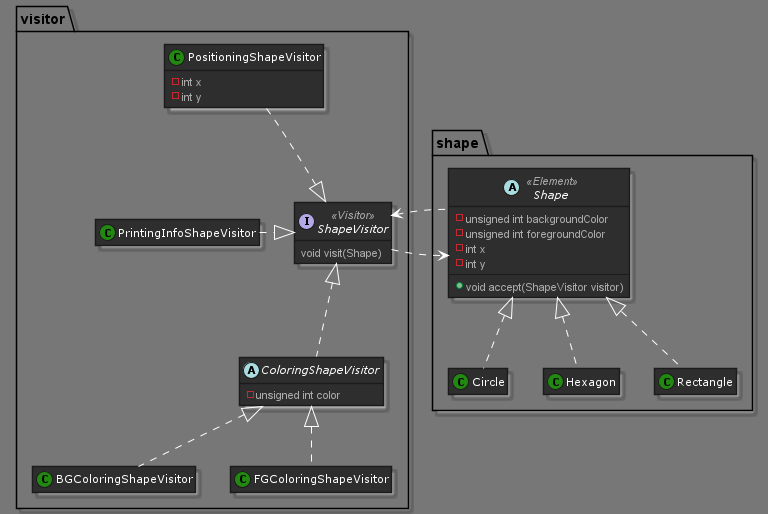 visitor
C PositioningShapeVisitor
int x
int y
shape
A «Element»
Shape
unsigned int backgroundColor
unsigned int foregroundColor
int x
int y
void accept(ShapeVisitor visitor)
C PrintingInfoShapeVisitor
I «Visitor»
ShapeVisitor
void visit(Shape)
A ColoringShapeVisitor
unsigned int color
C Circle
C Hexagon
C Rectangle
C BGColoringShapeVisitor
C FGColoringShapeVisitor